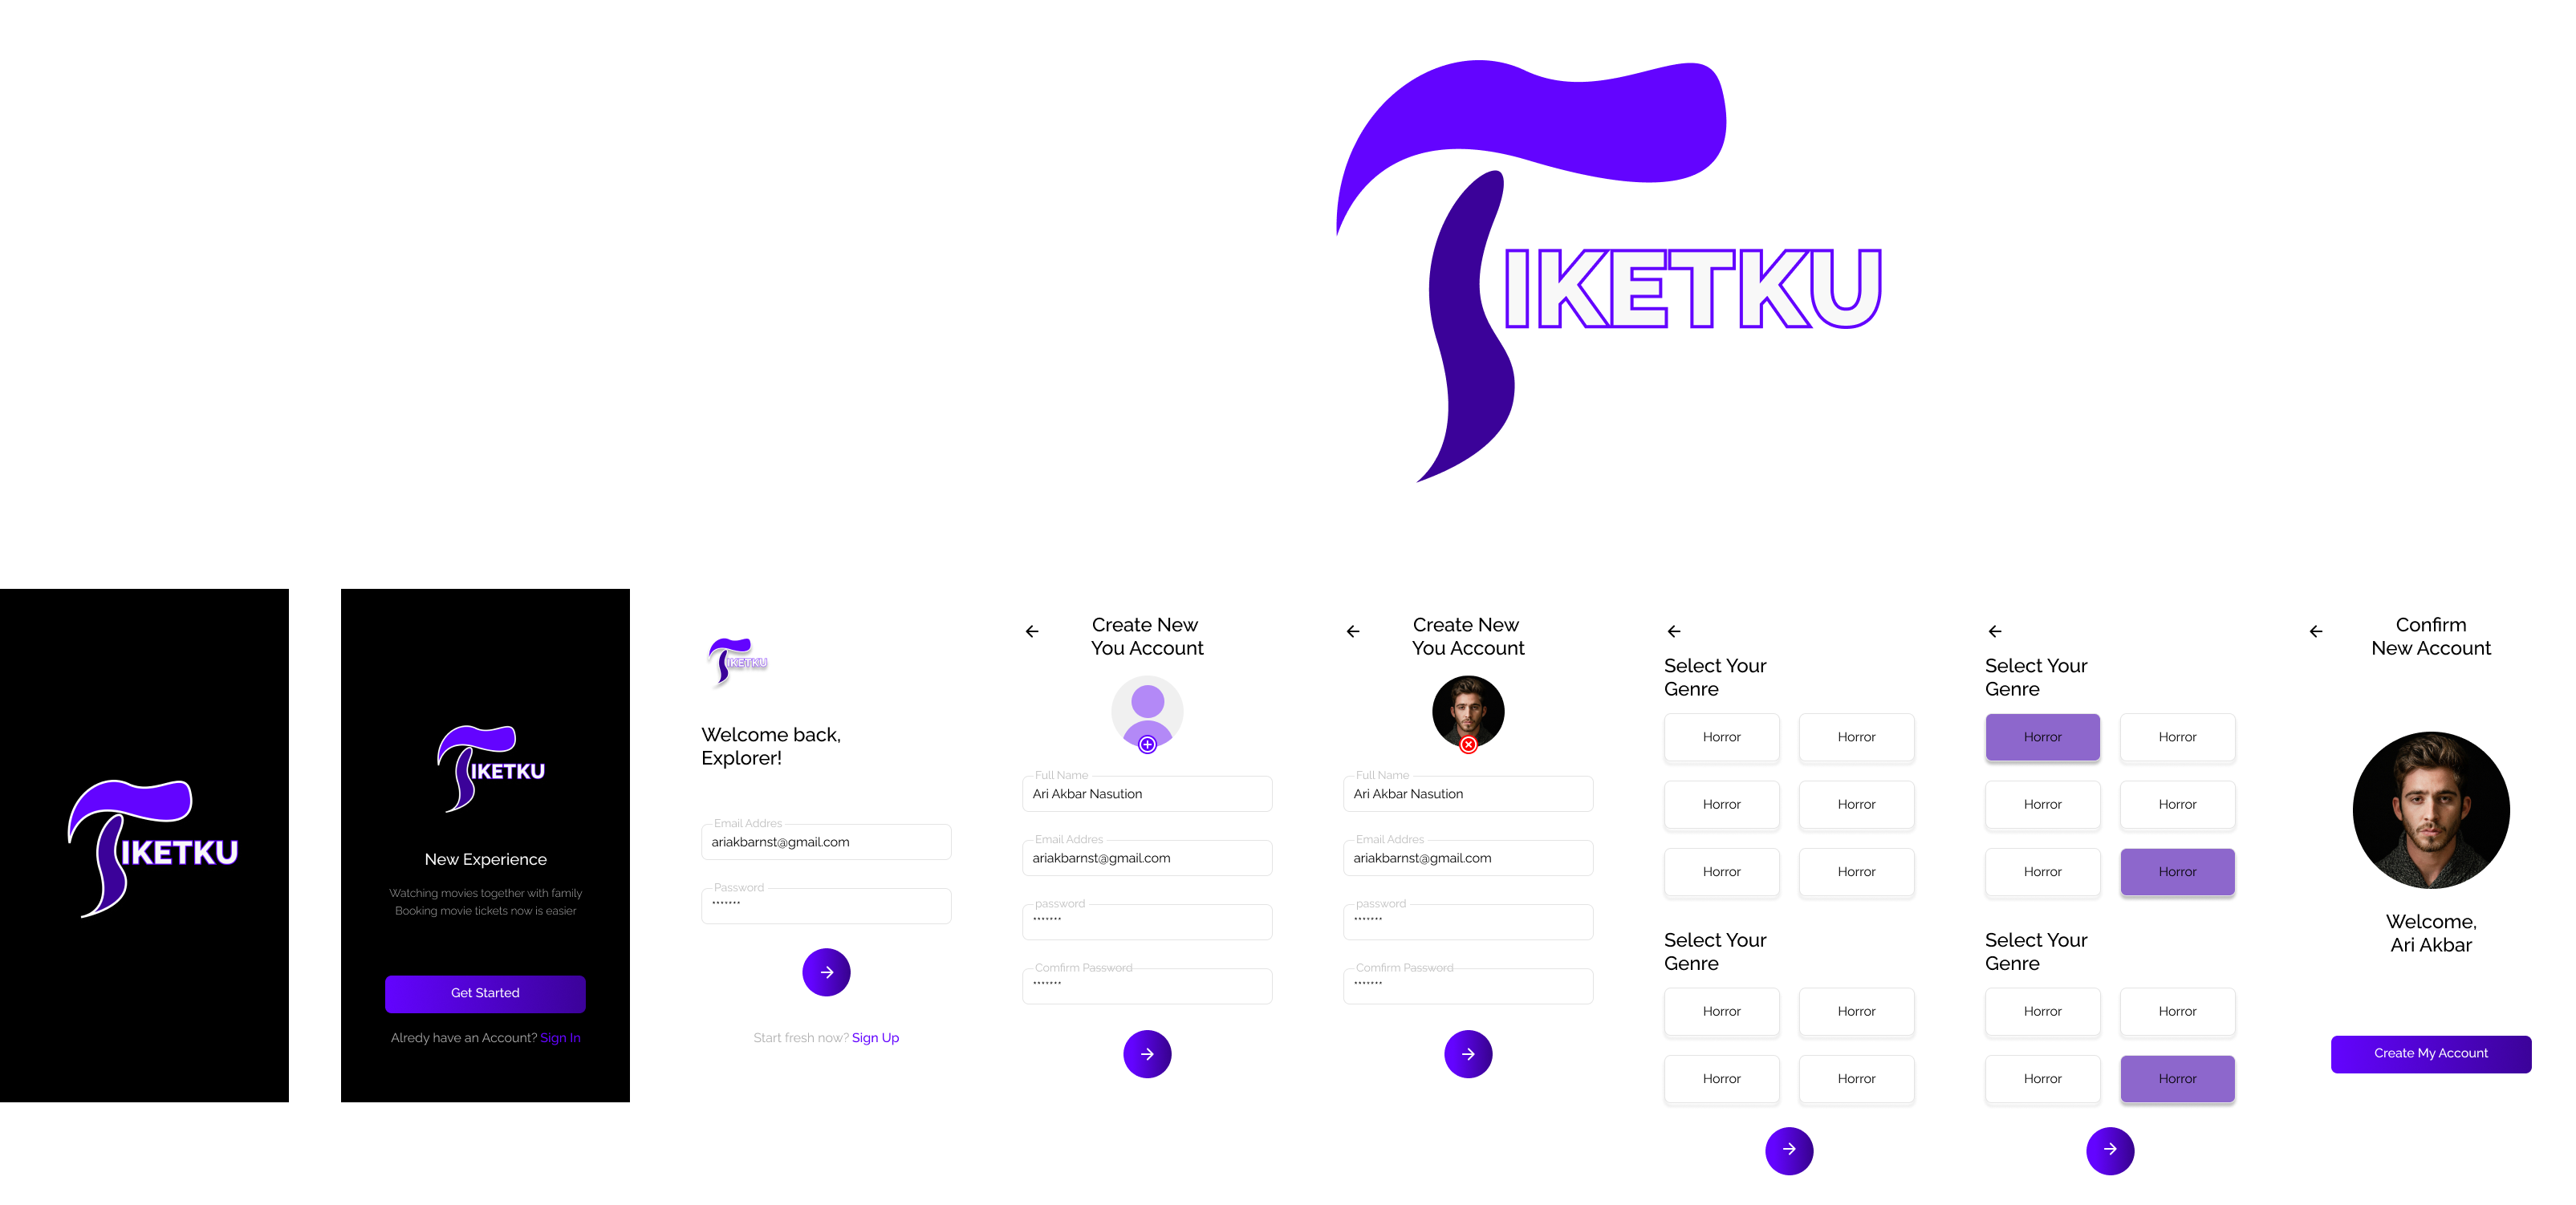 TIKETKU
TIKETKU
TIKETKU
New Experience
Watching movies together with family
Booking movie tickets now is easier
Get Started
Alredy have an Account? Sign In
TIKETKU
Welcome back,
Explorer!
Email Addres
ariakbarnst@gmail.com
Password
*******
Start fresh now? Sign Up
Create New
You Account
Full Name
Ari Akbar Nasution
Email Addres
ariakbarnst@gmail.com
password
*******
Comfirm Password
*******
Create New
You Account
Full Name
Ari Akbar Nasution
Email Addres
ariakbarnst@gmail.com
password
*******
Comfirm Password
*******
Select Your
Genre
Horror Horror
Horror Horror
Horror Horror
Select Your
Genre
Horror Horror
Horror Horror
Select Your
Genre
Horror Horror
Horror Horror
Horror Horror
Select Your
Genre
Horror Horror
Horror Horror
Confirm
New Account
Welcome,
Ari Akbar
Create My Account